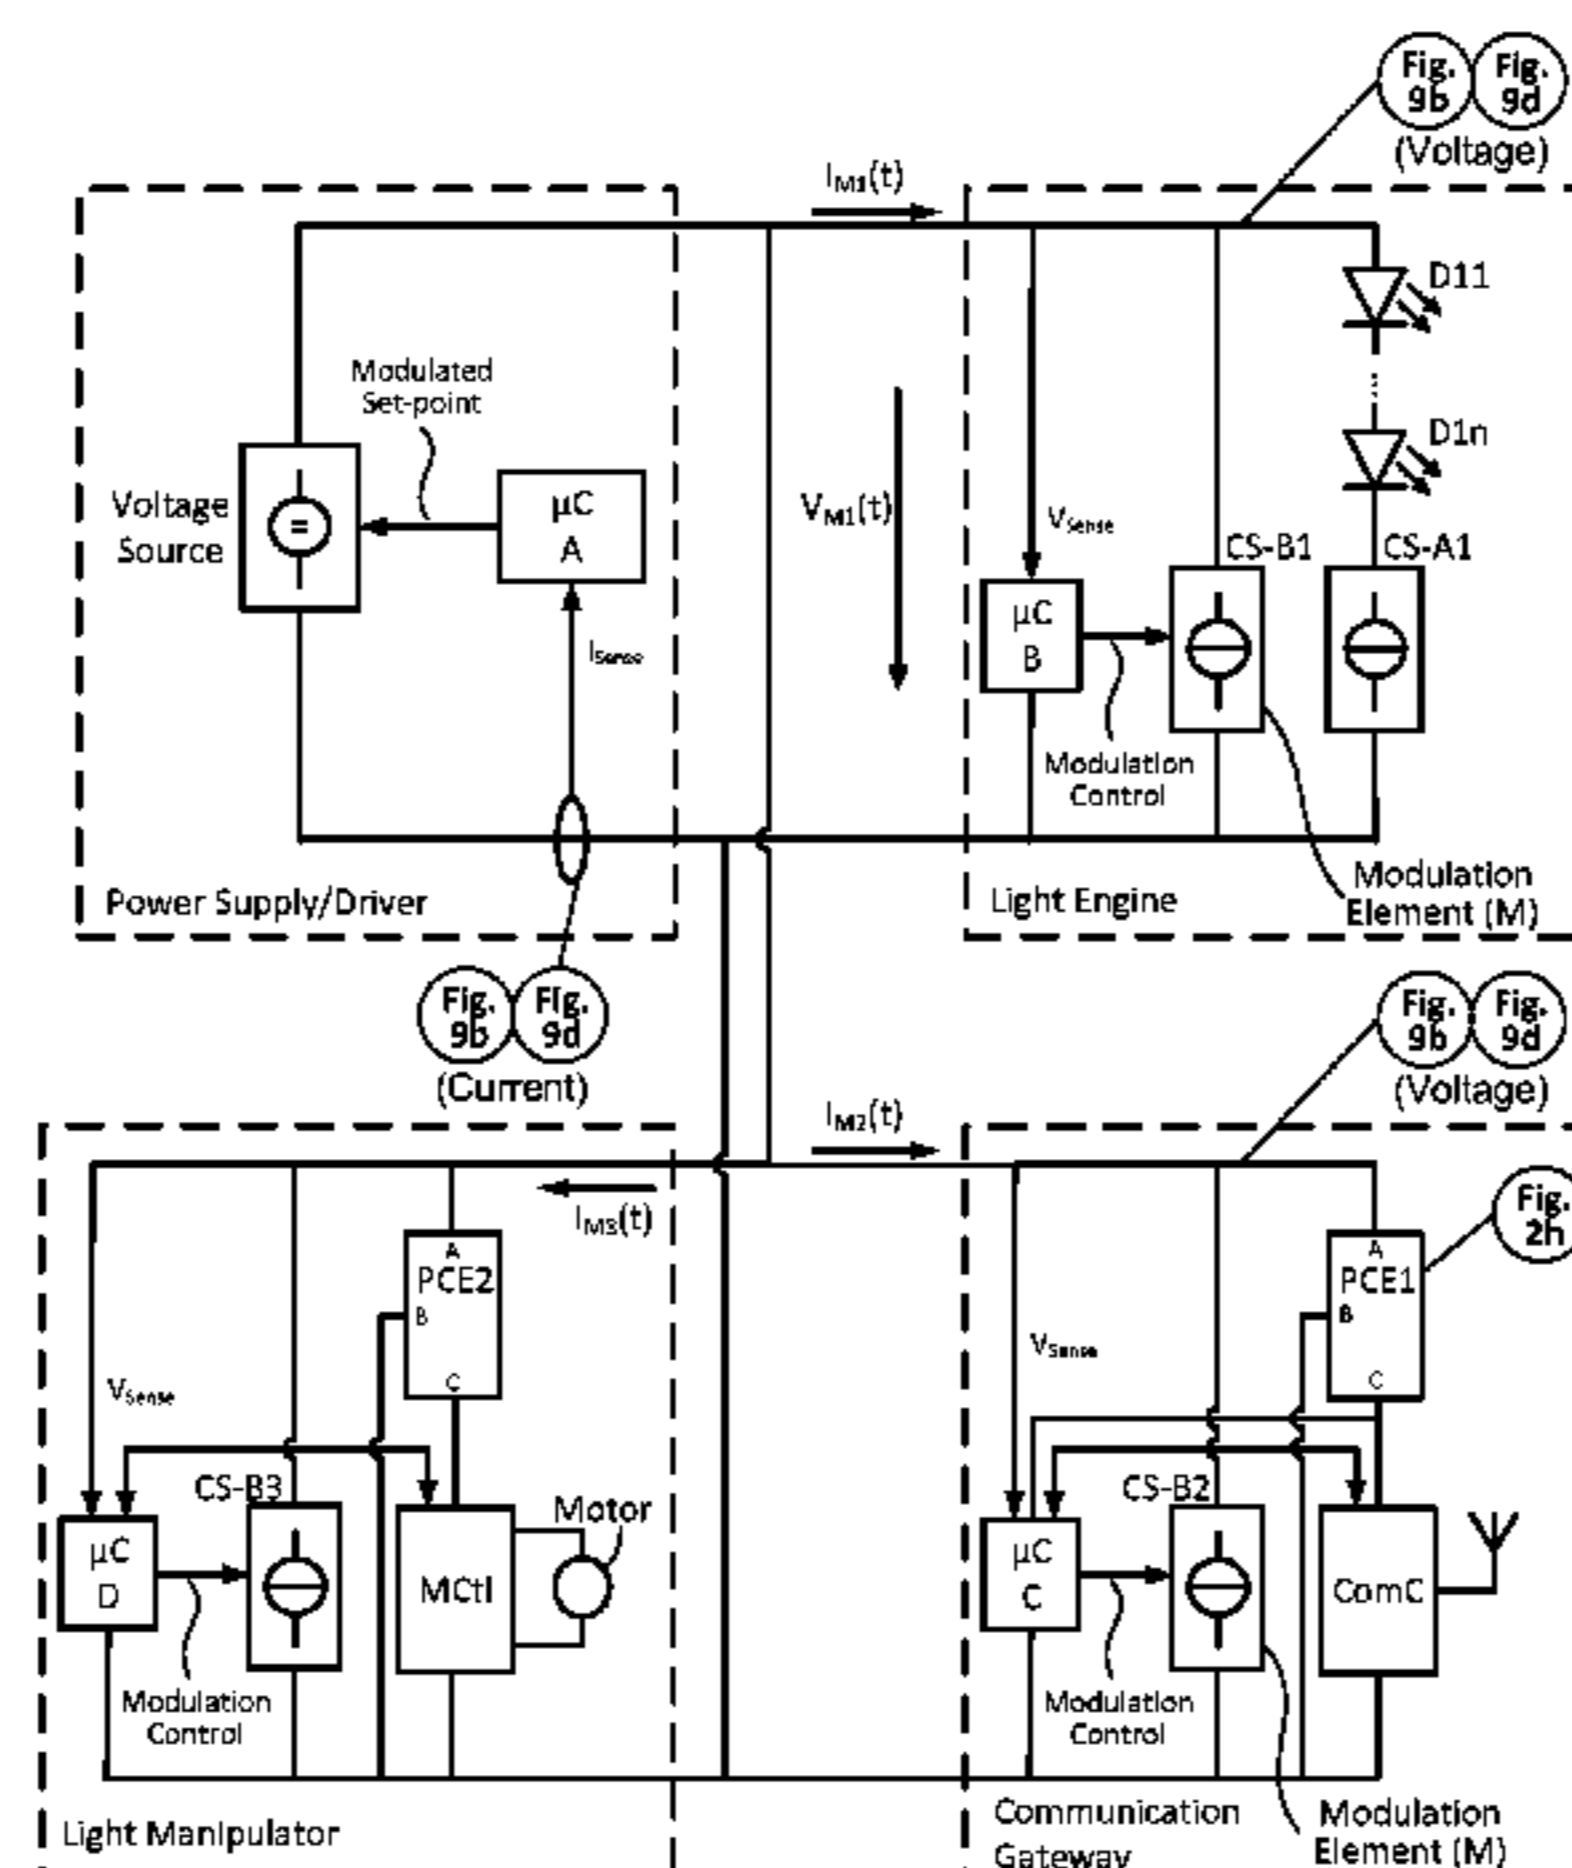 Fig. 9b
Fig. 9d
(Voltage)
IM1(t)
D11
Modulated
Set-point
D1n
Voltage
Source
=
µC
A
VM1(t)
VSense
CS-B1
CS-A1
µC
B
ISense
Modulation
Control
Modulation
Element (M)
Power Supply/Driver
Light Engine
Fig. 9b
Fig. 9d
(Current)
Fig. 9b
Fig. 9d
(Voltage)
IM2(t)
IM3(t)
Fig. 2h
A
PCE2
B
C
A
PCE1
B
C
VSense
VSense
CS-B3
Motor
CS-B2
µC
D
MCtl
µC
C
ComC
Modulation
Control
Modulation
Control
Light Manipulator
Communication
Gateway
Modulation
Element (M)